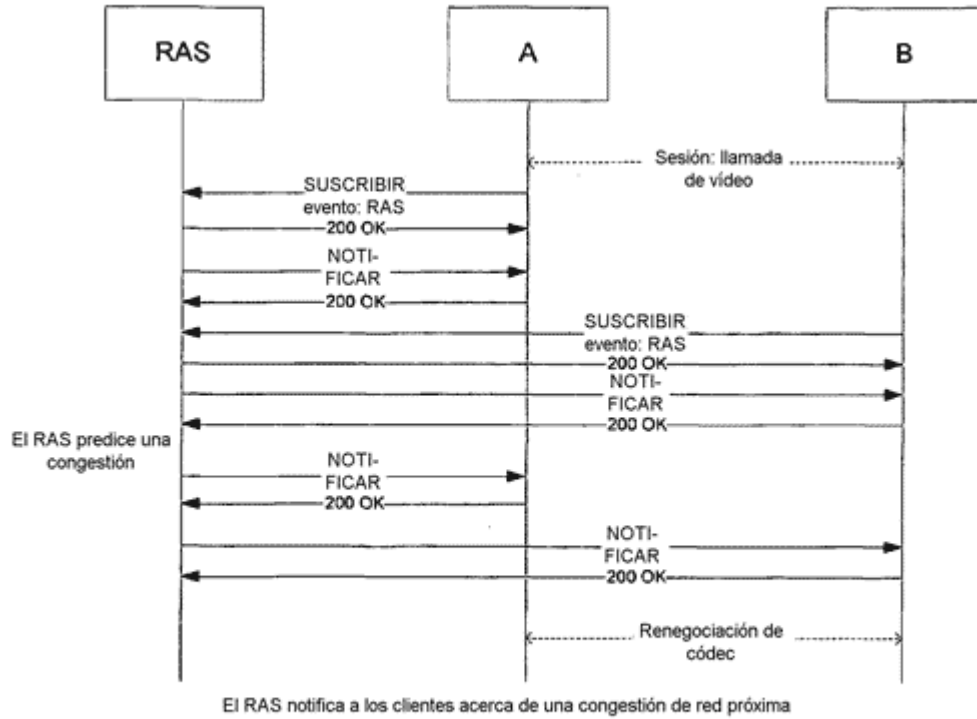 RAS
A
B
Sesión: llamada
de vídeo
SUSCRIBIR
evento: RAS
200 OK
NOTI-
FICAR
200 OK
SUSCRIBIR
evento: RAS
200 OK
NOTI-
FICAR
200 OK
El RAS predice una
congestión
NOTI-
FICAR
200 OK
NOTI-
FICAR
200 OK
Renegociación de
códec
El RAS notifica a los clientes acerca de una congestión de red próxima